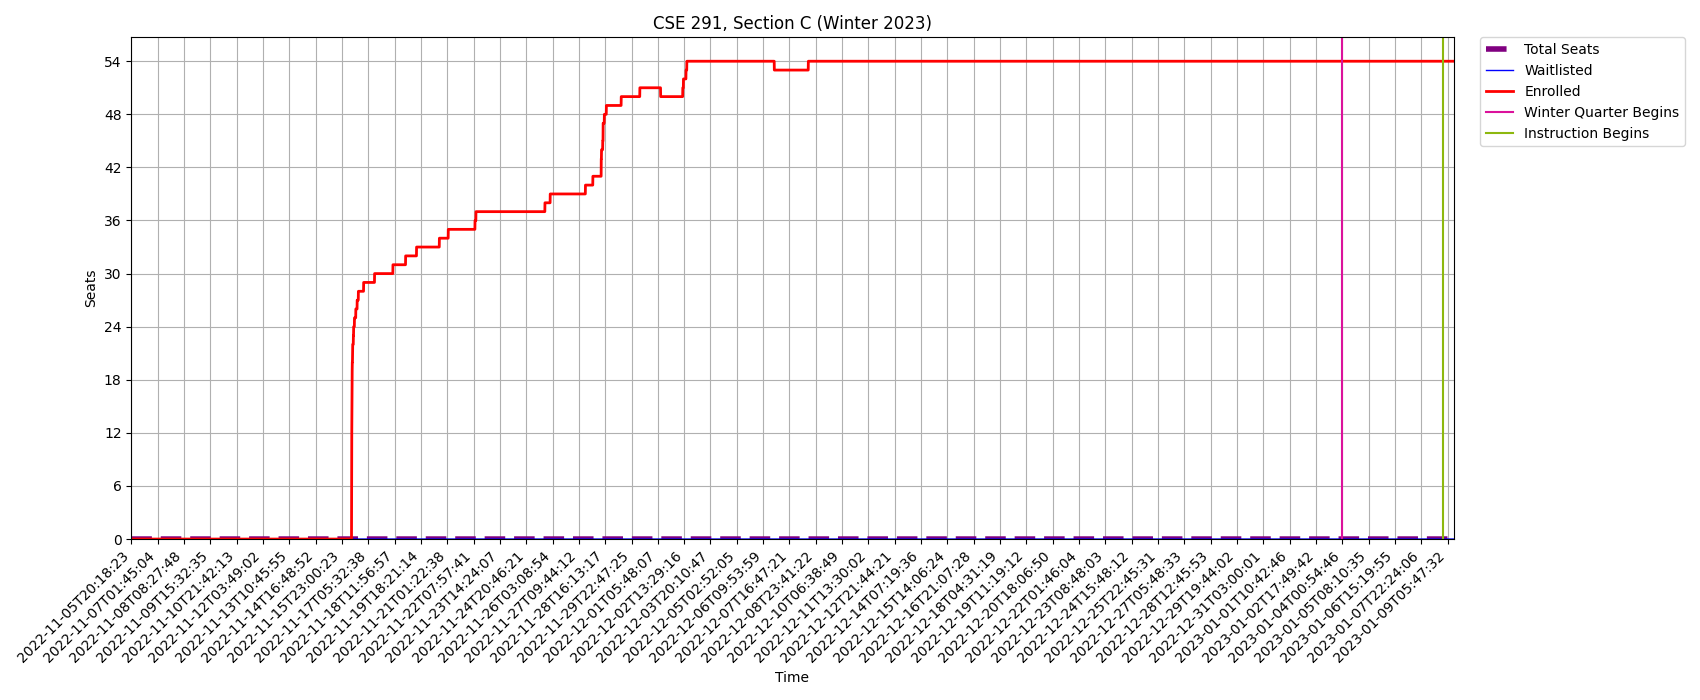 CSE 291, Section C (Winter 2023)
Total Seats
Waitlisted
Enrolled
Winter Quarter Begins
Instruction Begins
Seats
54
48
42
36
30
24
18
12
6
0
2022-11-05T20:18:23
2022-11-07T01:45:04
2022-11-08T08:27:48
2022-11-09T15:32:35
2022-11-10T21:42:13
2022-11-12T03:49:02
2022-11-13T10:45:55
2022-11-14T16:48:52
2022-11-15T23:00:23
2022-11-17T05:32:38
2022-11-18T11:56:57
2022-11-19T18:21:14
2022-11-21T01:22:38
2022-11-22T07:57:41
2022-11-23T14:24:07
2022-11-24T20:46:21
2022-11-26T03:08:54
2022-11-27T09:44:12
2022-11-28T16:13:17
2022-11-29T22:47:25
2022-12-01T05:48:07
2022-12-02T13:29:16
2022-12-03T20:10:47
2022-12-05T02:52:05
2022-12-06T09:53:59
2022-12-07T16:47:21
2022-12-08T23:41:22
2022-12-10T06:38:49
2022-12-11T13:30:02
2022-12-12T21:44:21
2022-12-14T07:19:36
2022-12-15T14:06:24
2022-12-16T21:07:28
2022-12-18T04:31:19
2022-12-19T11:19:12
2022-12-20T18:06:50
2022-12-22T01:46:04
2022-12-23T08:48:03
2022-12-24T15:48:12
2022-12-25T22:45:31
2022-12-27T05:48:33
2022-12-28T12:45:53
2022-12-29T19:44:02
2022-12-31T03:00:01
2023-01-01T10:42:46
2023-01-02T17:49:42
2023-01-04T00:54:46
2023-01-05T08:10:35
2023-01-06T15:19:55
2023-01-07T22:24:06
2023-01-09T05:47:32
Time